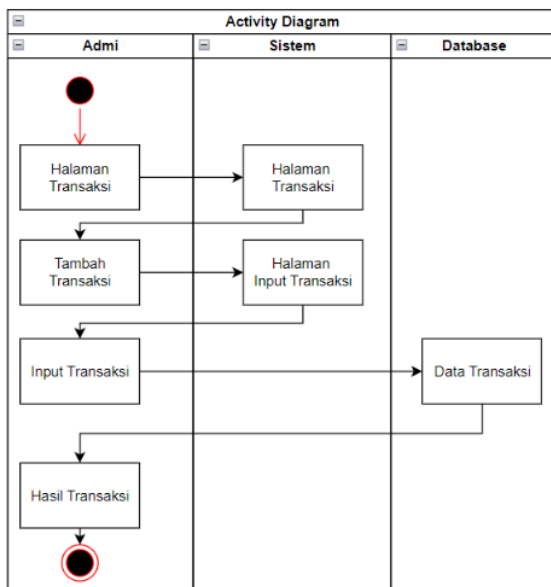 Activity Diagram
Admi
Sistem
Database
Halaman
Transaksi
Halaman
Transaksi
Tambah
Transaksi
Halaman
Input Transaksi
Input Transaksi
Data Transaksi
Hasil Transaksi